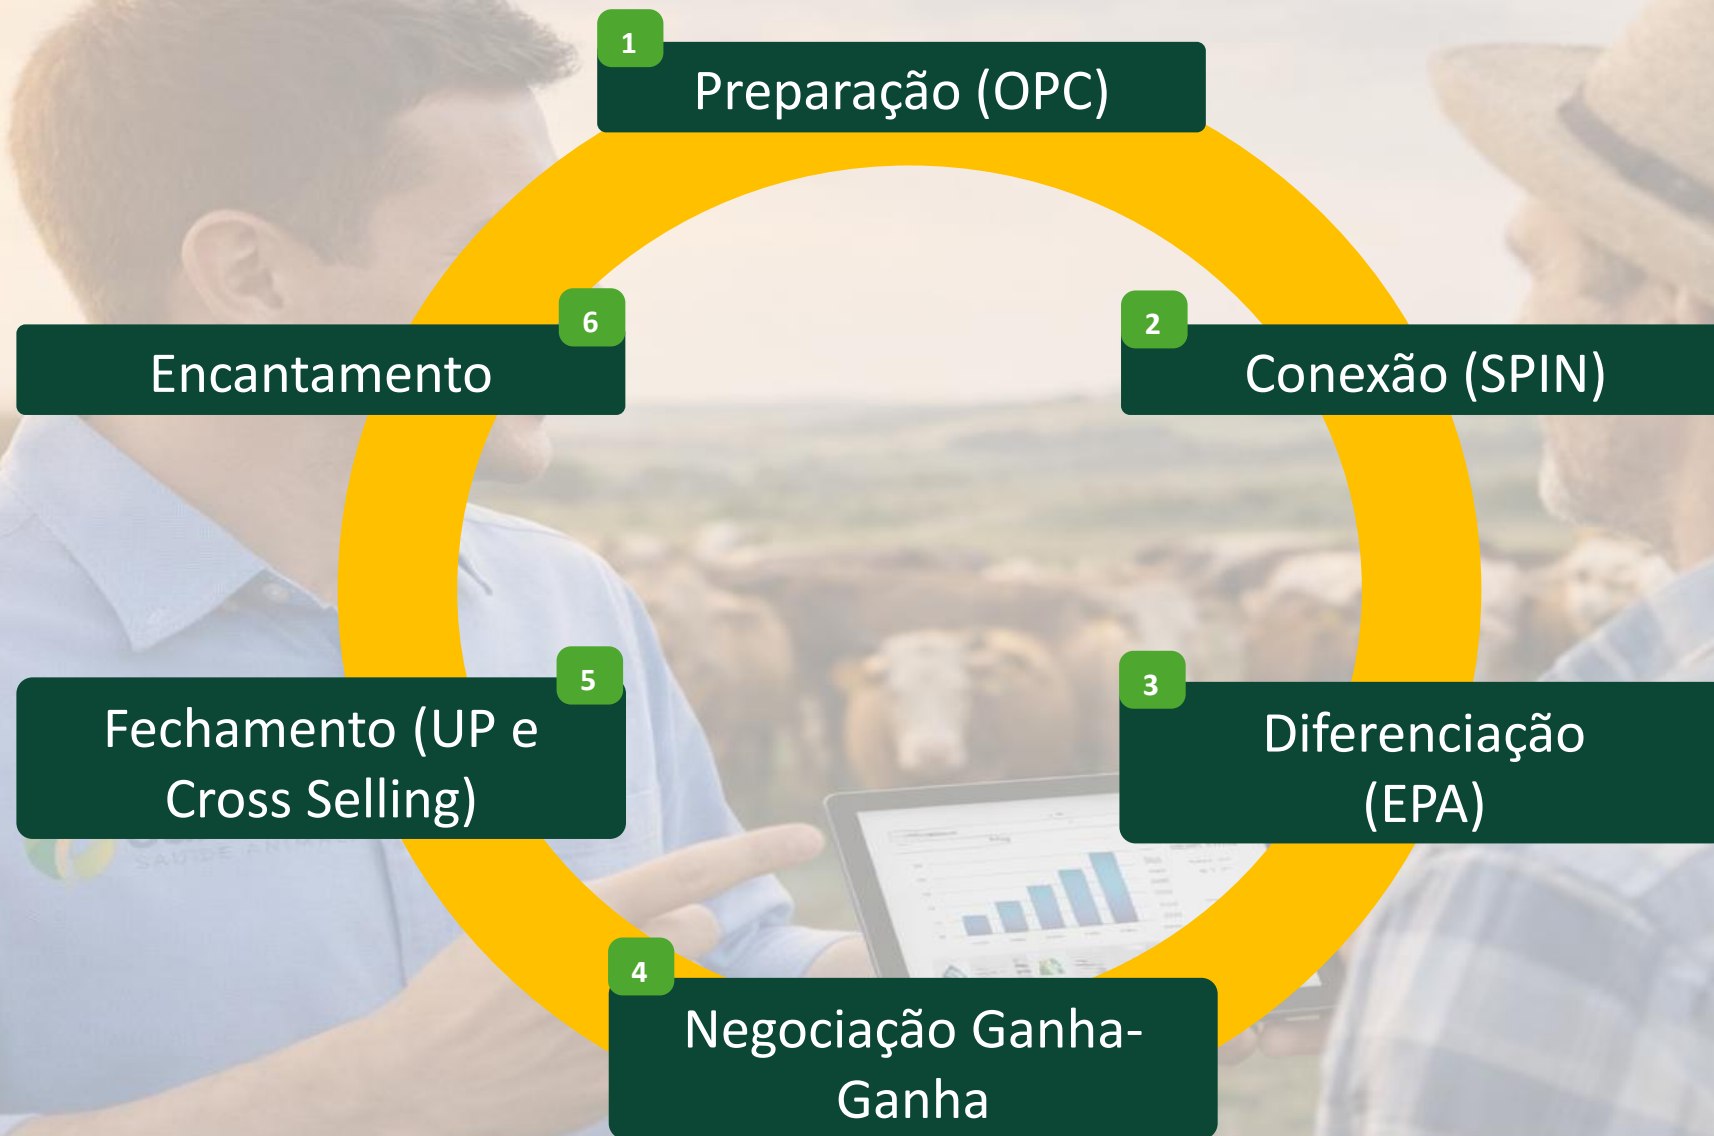 1
Preparação (OPC)
2
Conexão (SPIN)
3
Diferenciação
(EPA)
4
Negociação Ganha-
Ganha
5
Fechamento (UP e
Cross Selling)
6
Encantamento